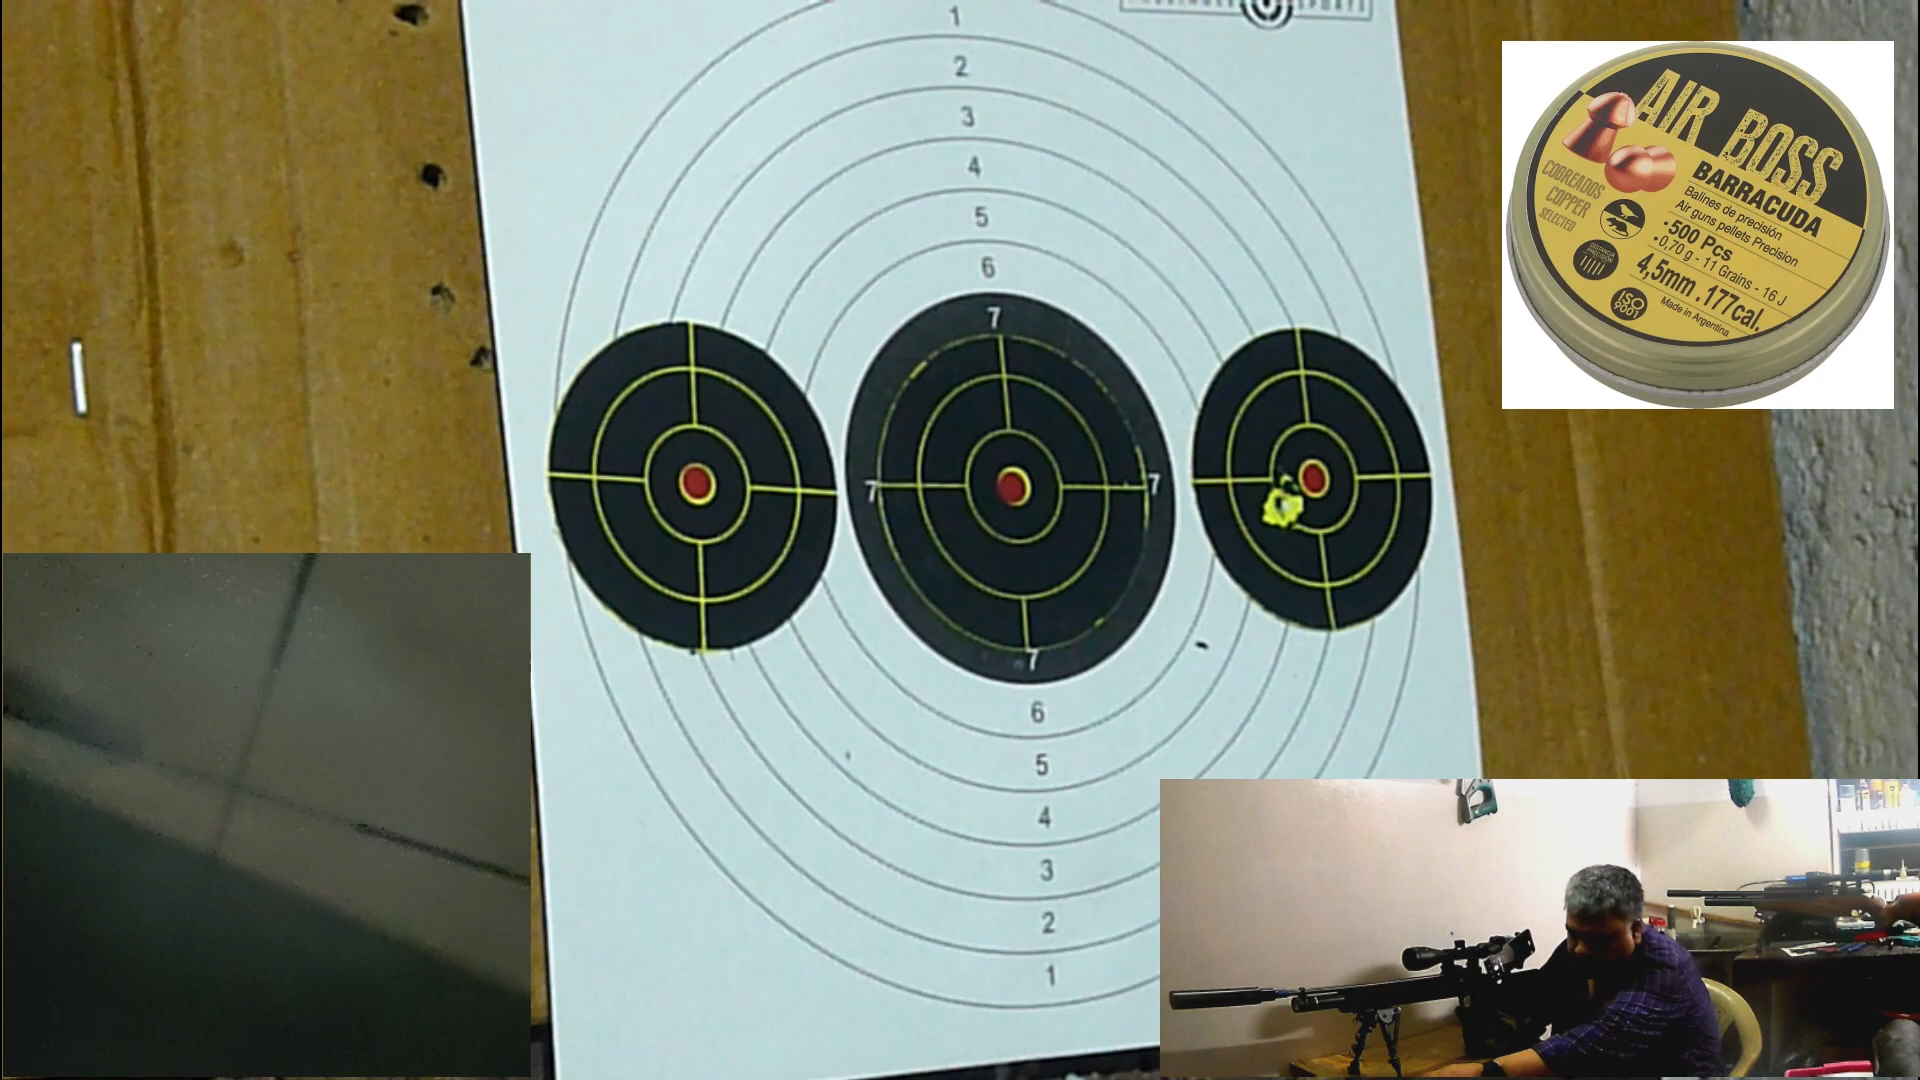 1
2
3
4
5
6
7
7
7
7
6
5
4
3
2
1
AIR BOSS
BARRACUDA
Balines de precisión
Air guns pellets Precision
• 500 Pcs
• 0,70 g - 11 Grains - 16 J
4,5mm .177cal.
Made in Argentina
COBREADOS
COPPER
SELECTED
DISTANCIA
PRECISION
ISO
9001